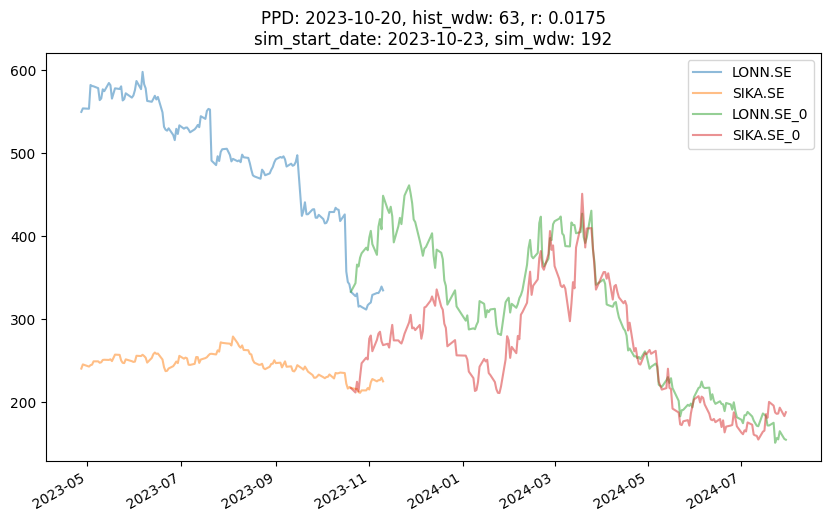 PPD: 2023-10-20, hist_wdw: 63, r: 0.0175
sim_start_date: 2023-10-23, sim_wdw: 192
LONN.SE
SIKA.SE
LONN.SE_0
SIKA.SE_0
600
500
400
300
200
2023-05
2023-07
2023-09
2023-11
2024-01
2024-03
2024-05
2024-07